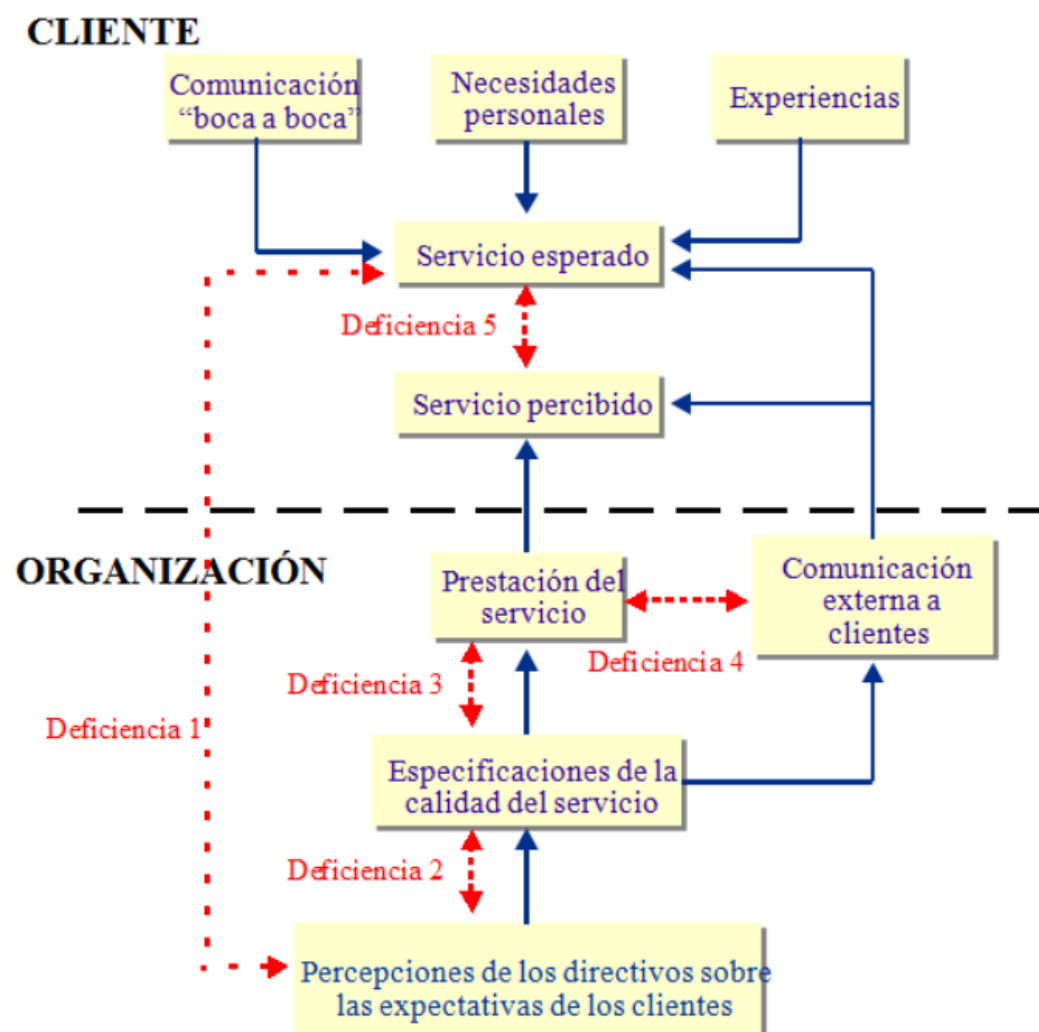 CLIENTE
Comunicación
“boca a boca”
Necesidades
personales
Experiencias
Servicio esperado
Deficiencia 5
Servicio percibido
ORGANIZACIÓN
Prestación del
servicio
Comunicación
externa a
clientes
Deficiencia 4
Deficiencia 3
Deficiencia 1
Especificaciones de la
calidad del servicio
Deficiencia 2
Percepciones de los directivos sobre
las expectativas de los clientes